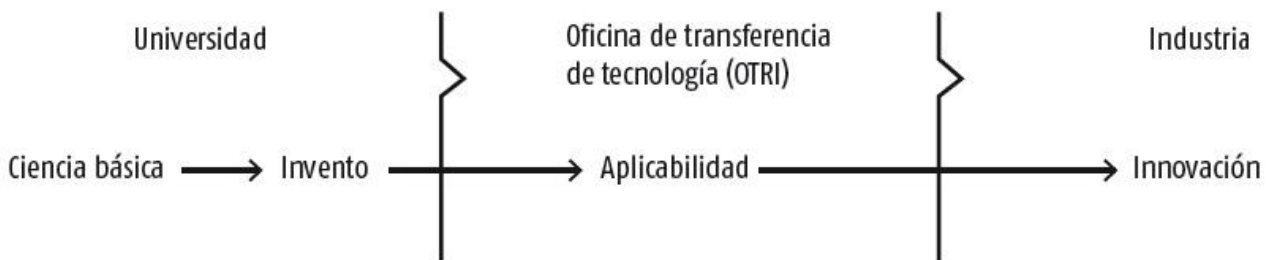 Universidad
Oficina de transferencia
de tecnología (OTRI)
Industria
Ciencia básica
Invento
Aplicabilidad
Innovación